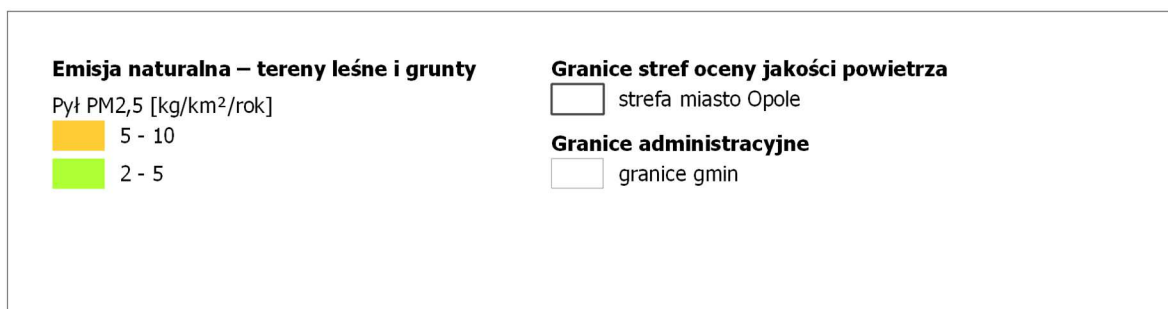 Emisja naturalna – tereny leśne i grunty
Pył PM2,5 [kg/km²/rok]
5 - 10
2 - 5
Granice stref oceny jakości powietrza
strefa miasto Opole
Granice administracyjne
granice gmin